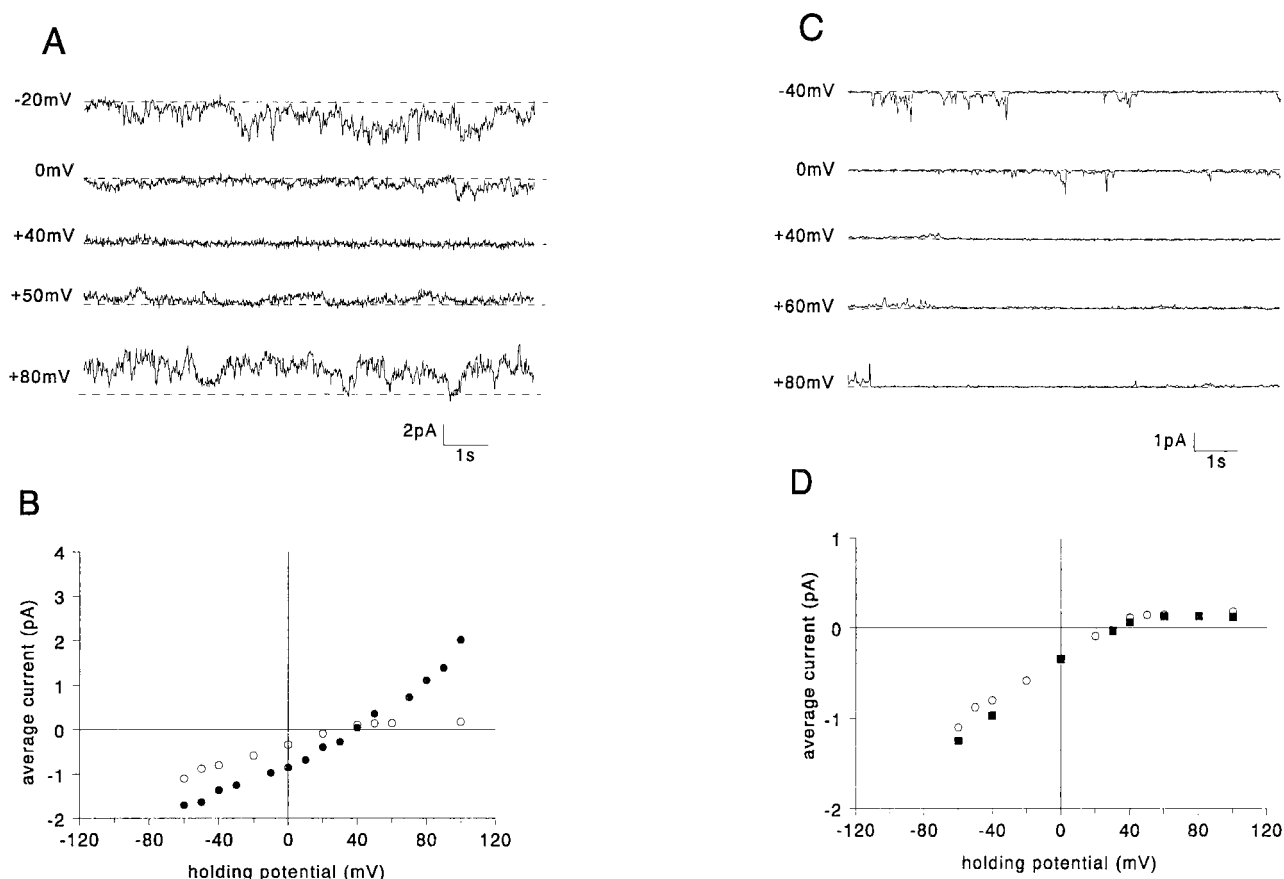 A
-20mV
0mV
+40mV
+50mV
+80mV
2pA
1s
B
average current (pA)
4
3
2
1
0
-1
-2
-120
-80
-40
0
40
80
120
holding potential (mV)
C
-40mV
0mV
+40mV
+60mV
+80mV
1pA
1s
D
average current (pA)
1
0
-1
-2
-120
-80
-40
0
40
80
120
holding potential (mV)